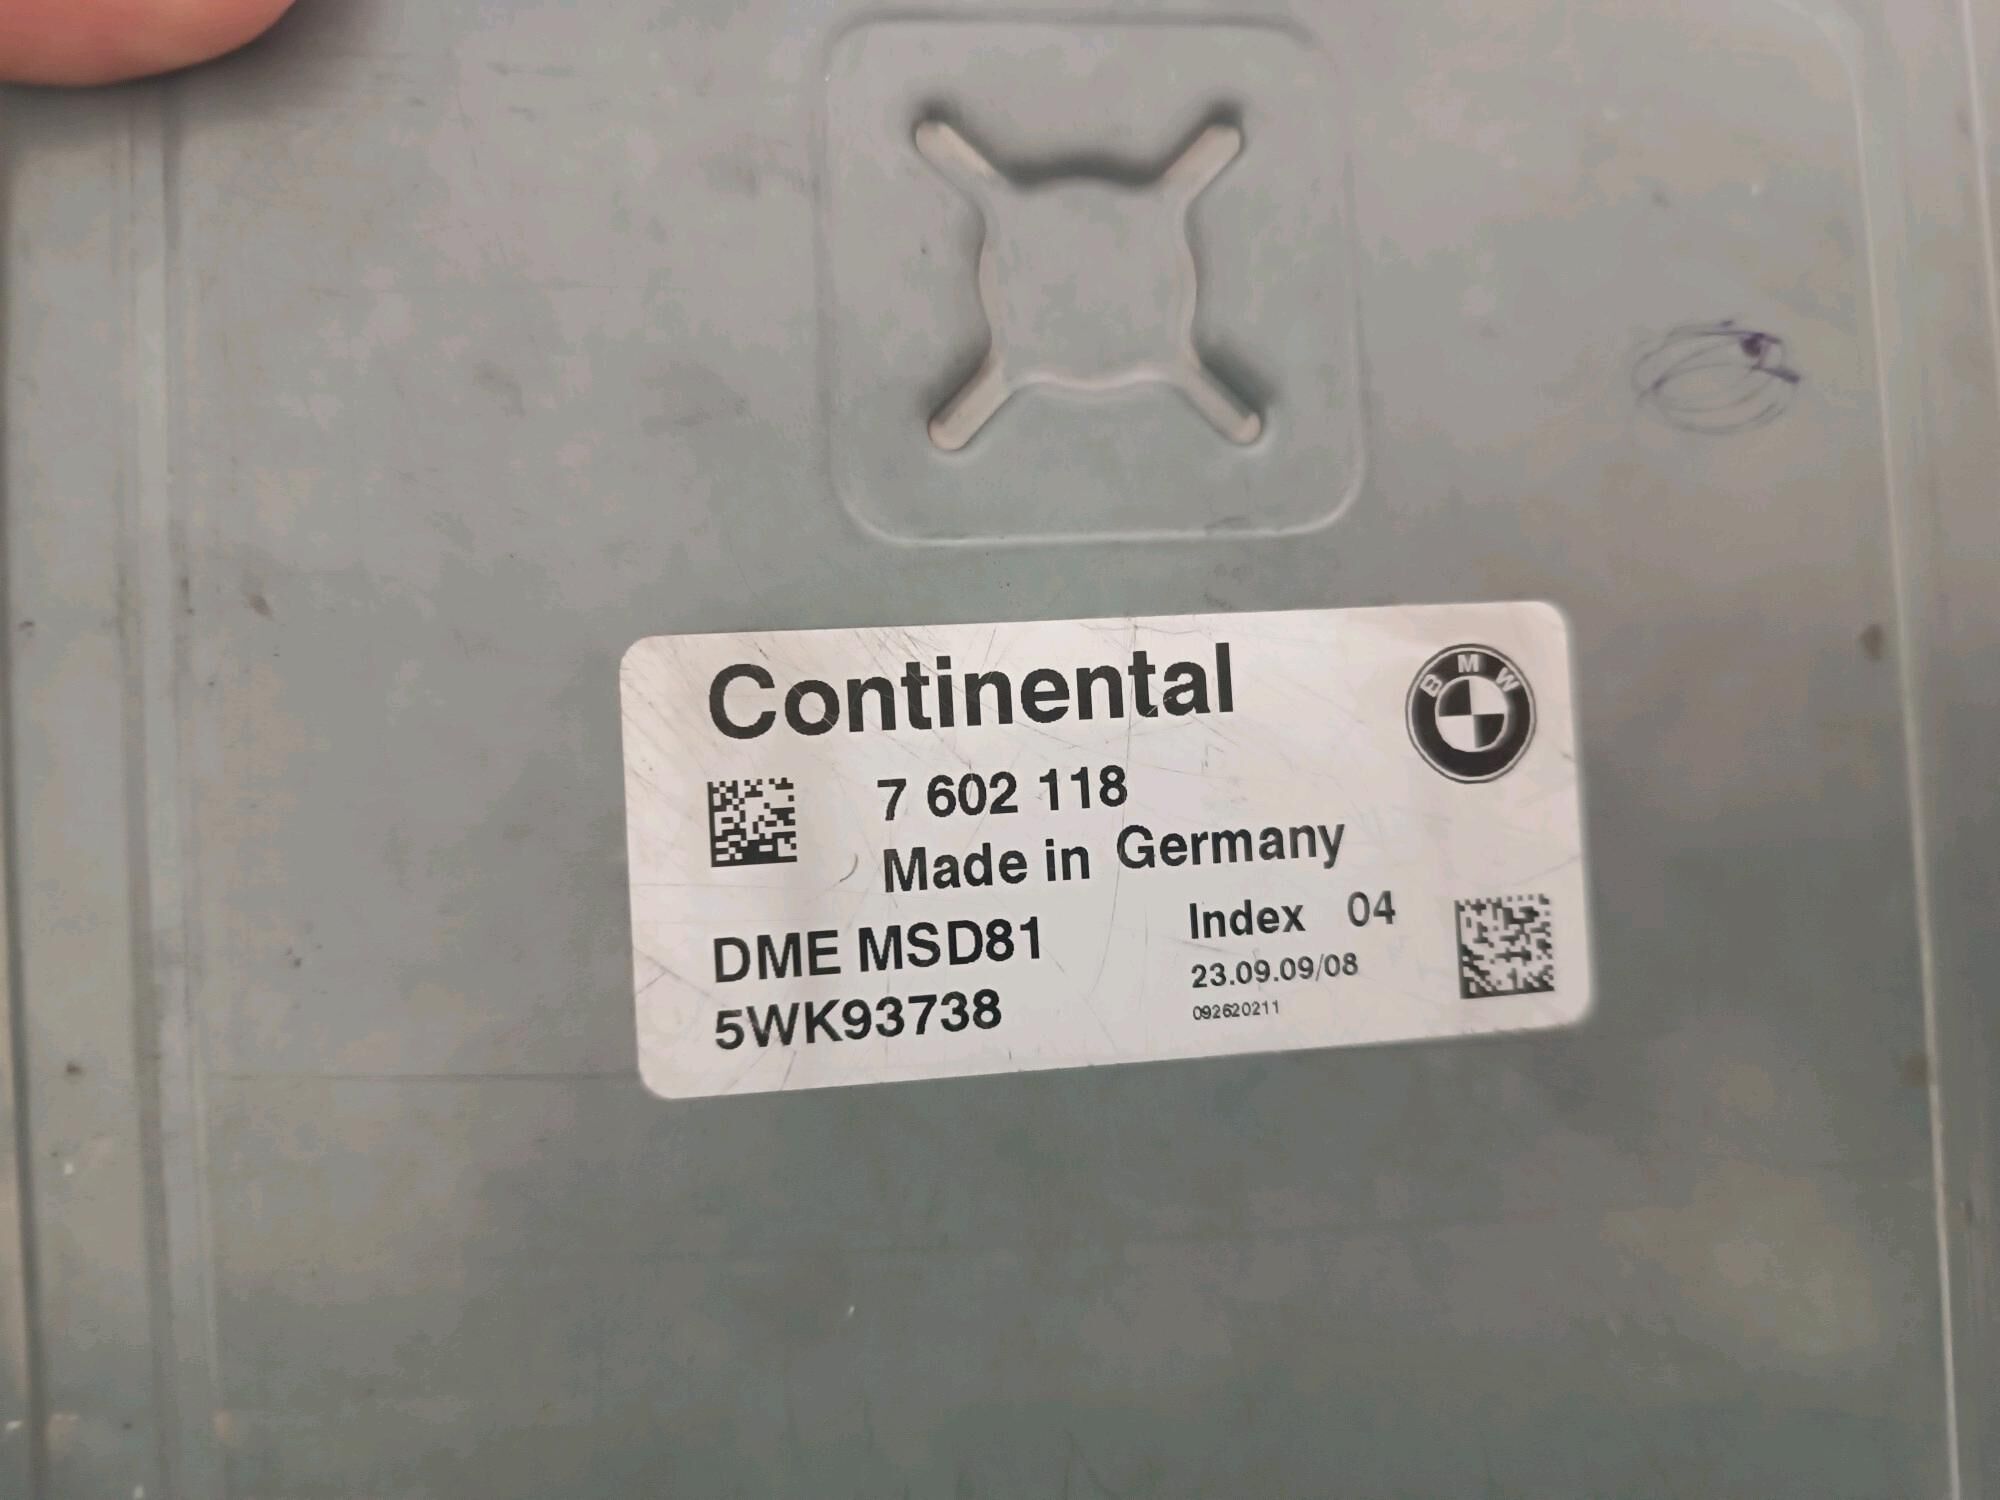 Continental
BMW
7 602 118
Made in Germany
DME MSD81
Index 04
5WK93738
23.09.09/08
092620211